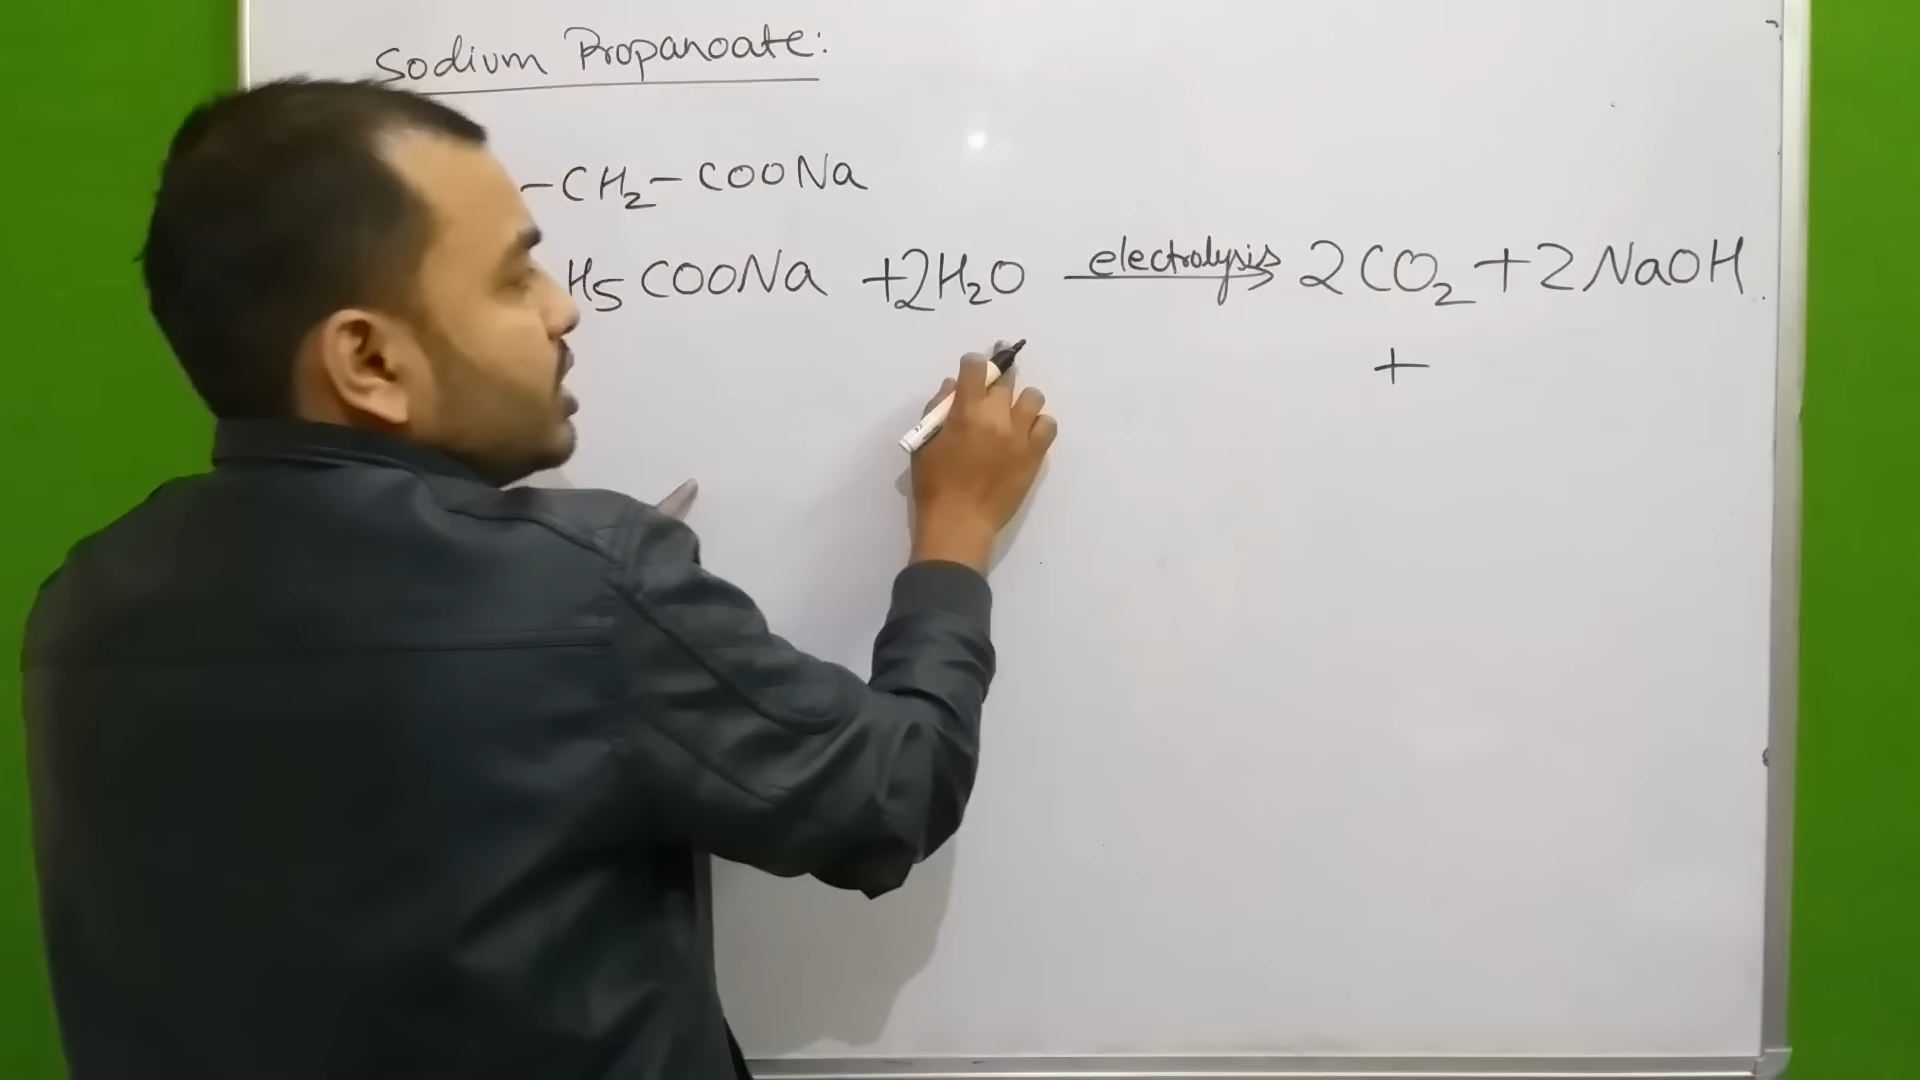 Sodium Propanoate:
-CH₂-COONa
H₅COONa +2H₂O electrolysis→ 2CO₂+2NaOH
+